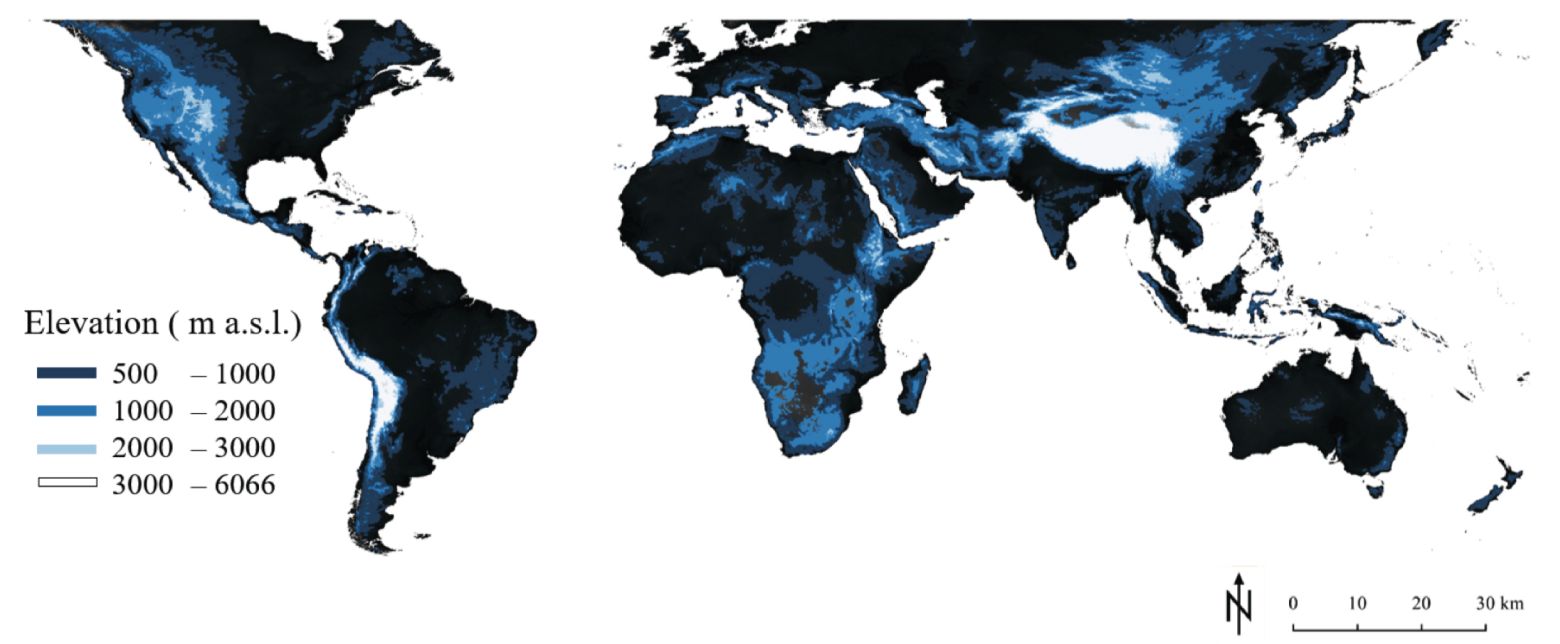 Elevation ( m a.s.l.)
500 – 1000
1000 – 2000
2000 – 3000
3000 – 6066
N
0 10 20 30 km